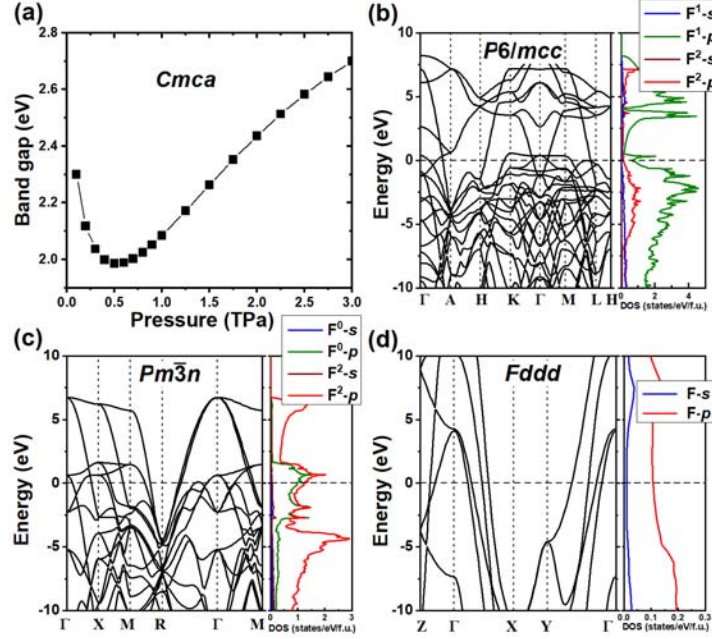 (a)
Cmca
Band gap (eV)
2.8
2.6
2.4
2.2
2.0
1.8
0.0 0.5 1.0 1.5 2.0 2.5 3.0
Pressure (TPa)
(b)
P6/mcc
F¹-s
F¹-p
F²-s
F²-p
Energy (eV)
10
5
0
-5
-10
Γ A H K Γ M L H
0 2 4
DOS (states/eV/f.u.)
(c)
Pm3̅n
F⁰-s
F⁰-p
F²-s
F²-p
Energy (eV)
10
5
0
-5
-10
Γ X M R Γ M
0 1 2 3
DOS (states/eV/f.u.)
(d)
Fddd
F-s
F-p
Energy (eV)
10
5
0
-5
-10
Z Γ X Y Γ
0.0 0.1 0.2 0.3
DOS (states/eV/f.u.)